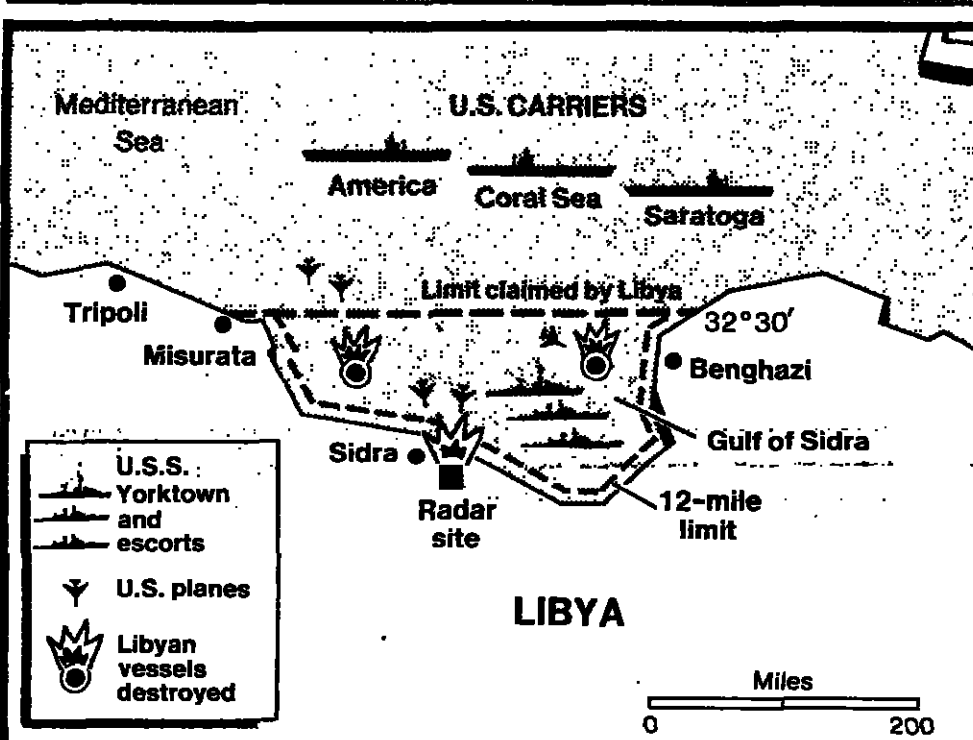 Mediterranean
Sea
U.S. CARRIERS
America
Coral Sea
Saratoga
Limit claimed by Libya
32°30′
Tripoli
Misurata
Benghazi
Gulf of Sidra
Sidra
Radar
site
12-mile
limit
U.S.S.
Yorktown
and
escorts
U.S. planes
Libyan
vessels
destroyed
LIBYA
Miles
0
200